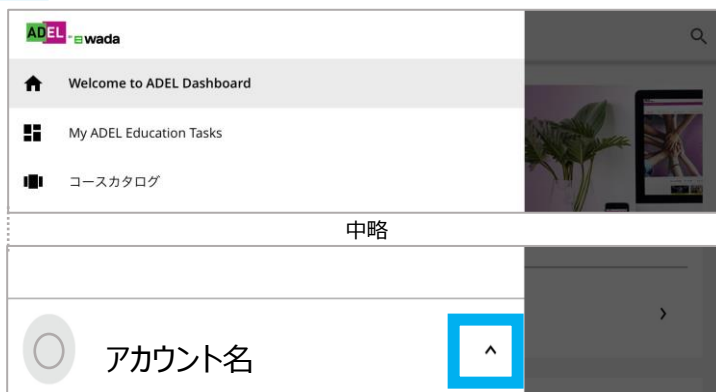 ADEL BY wada
Welcome to ADEL Dashboard
My ADEL Education Tasks
コースカタログ
中略
アカウント名